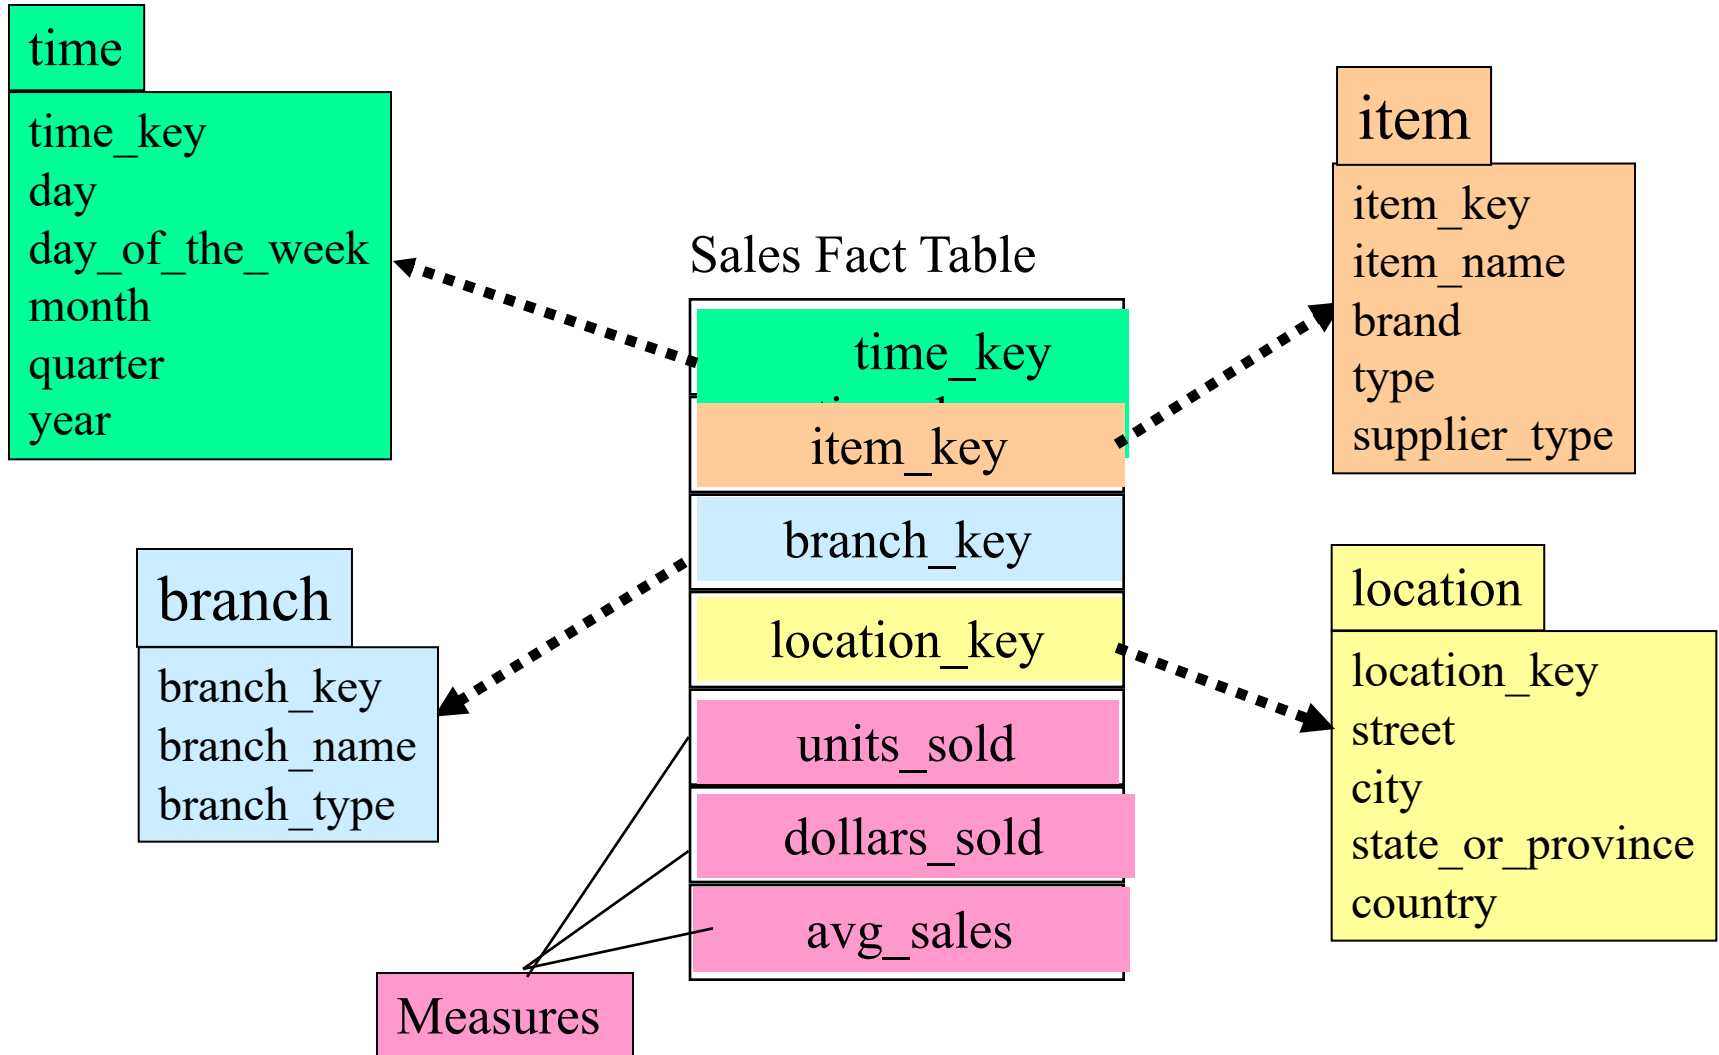 time
time_key
day
day_of_the_week
month
quarter
year
item
item_key
item_name
brand
type
supplier_type
Sales Fact Table
time_key
item_key
branch_key
location_key
units_sold
dollars_sold
avg_sales
branch
branch_key
branch_name
branch_type
location
location_key
street
city
state_or_province
country
Measures